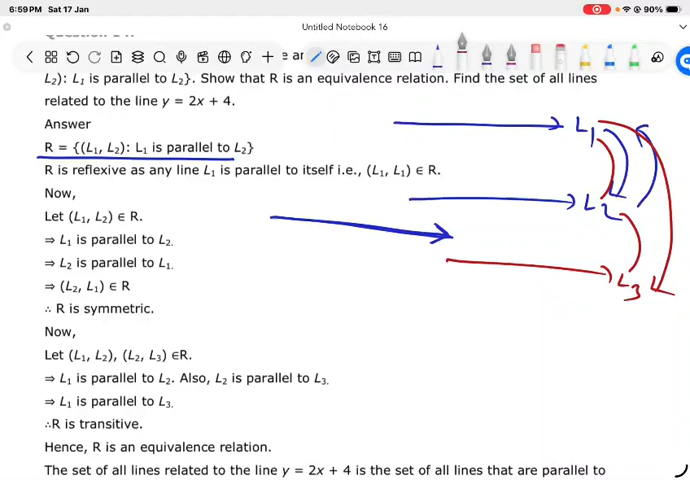 6:59 PM Sat 17 Jan
90%
Untitled Notebook 16
L₂): L₁ is parallel to L₂}. Show that R is an equivalence relation. Find the set of all lines
related to the line y = 2x + 4.
Answer
R = {(L₁, L₂): L₁ is parallel to L₂}
R is reflexive as any line L₁ is parallel to itself i.e., (L₁, L₁) ∈ R.
Now,
Let (L₁, L₂) ∈ R.
⇒ L₁ is parallel to L₂.
⇒ L₂ is parallel to L₁.
⇒ (L₂, L₁) ∈ R
∴ R is symmetric.
Now,
Let (L₁, L₂), (L₂, L₃) ∈R.
⇒ L₁ is parallel to L₂. Also, L₂ is parallel to L₃.
⇒ L₁ is parallel to L₃.
∴R is transitive.
Hence, R is an equivalence relation.
The set of all lines related to the line y = 2x + 4 is the set of all lines that are parallel to
L₁
L₂
L₃